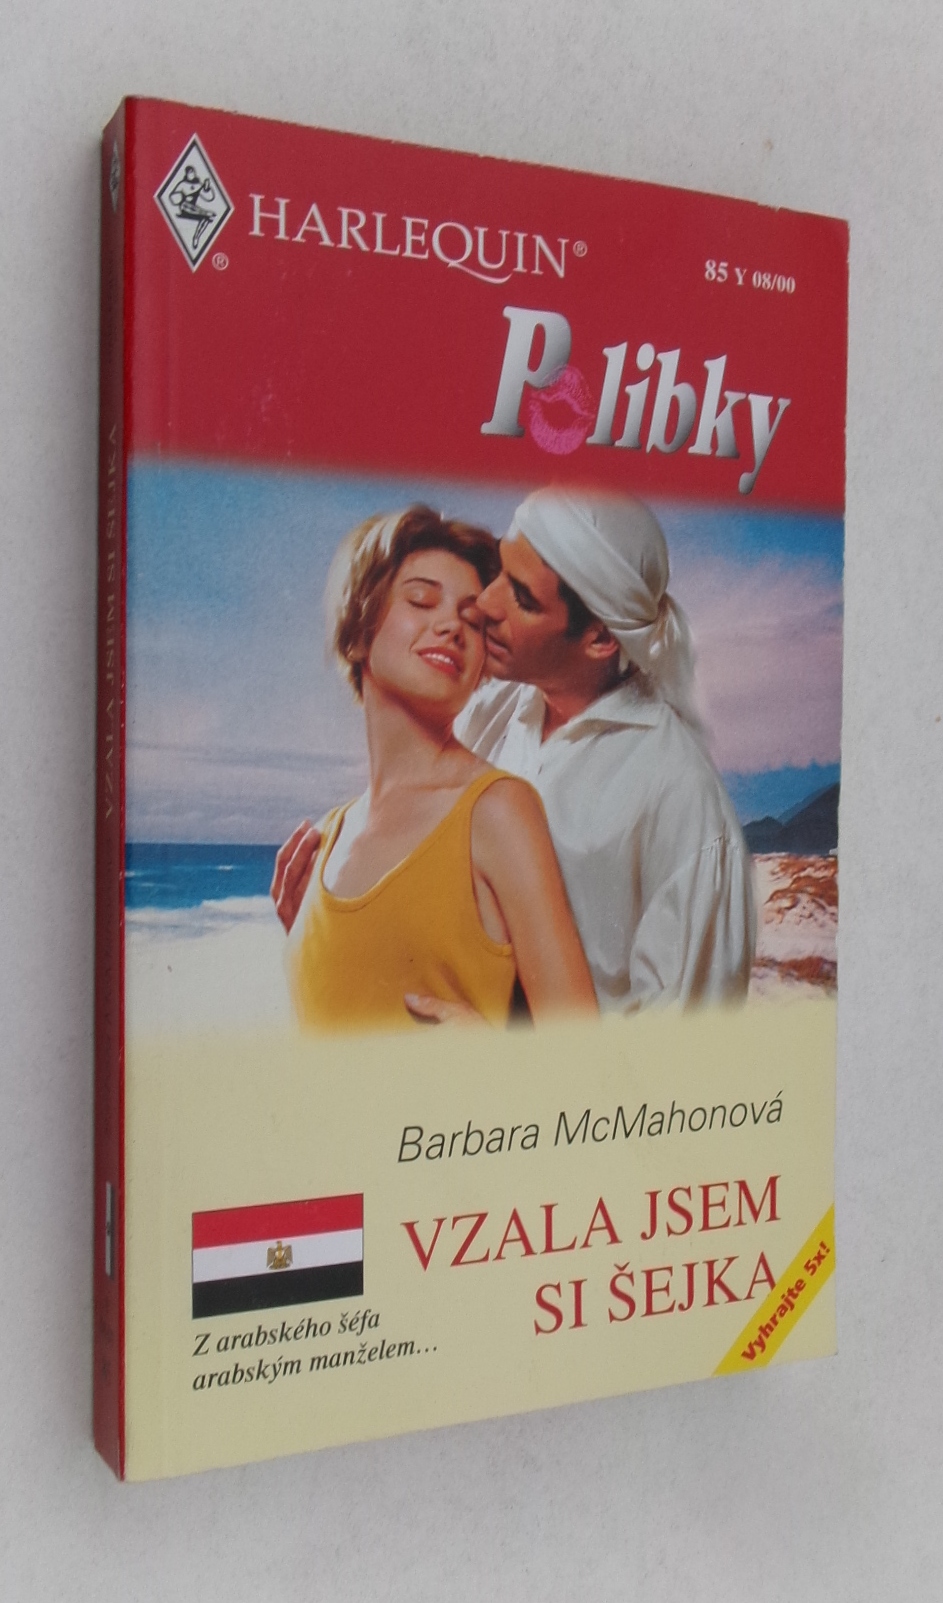 HARLEQUIN®
®
85 Y 08/00
Polibky
Barbara McMahonová
VZALA JSEM
SI ŠEJKA
Vyhrajte 5x!
Z arabského šéfa
arabským manželem...
VZALA JSEM SI ŠEJKA